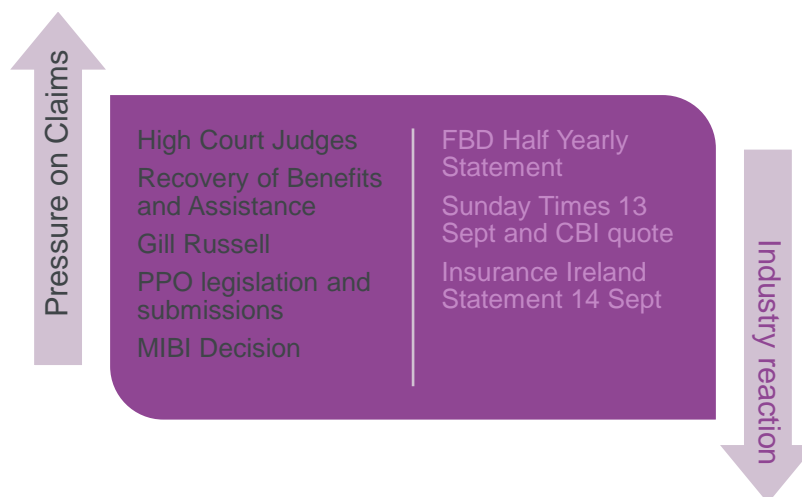 Pressure on Claims
High Court Judges
Recovery of Benefits
and Assistance
Gill Russell
PPO legislation and
submissions
MIBI Decision
FBD Half Yearly
Statement
Sunday Times 13
Sept and CBI quote
Insurance Ireland
Statement 14 Sept
Industry reaction